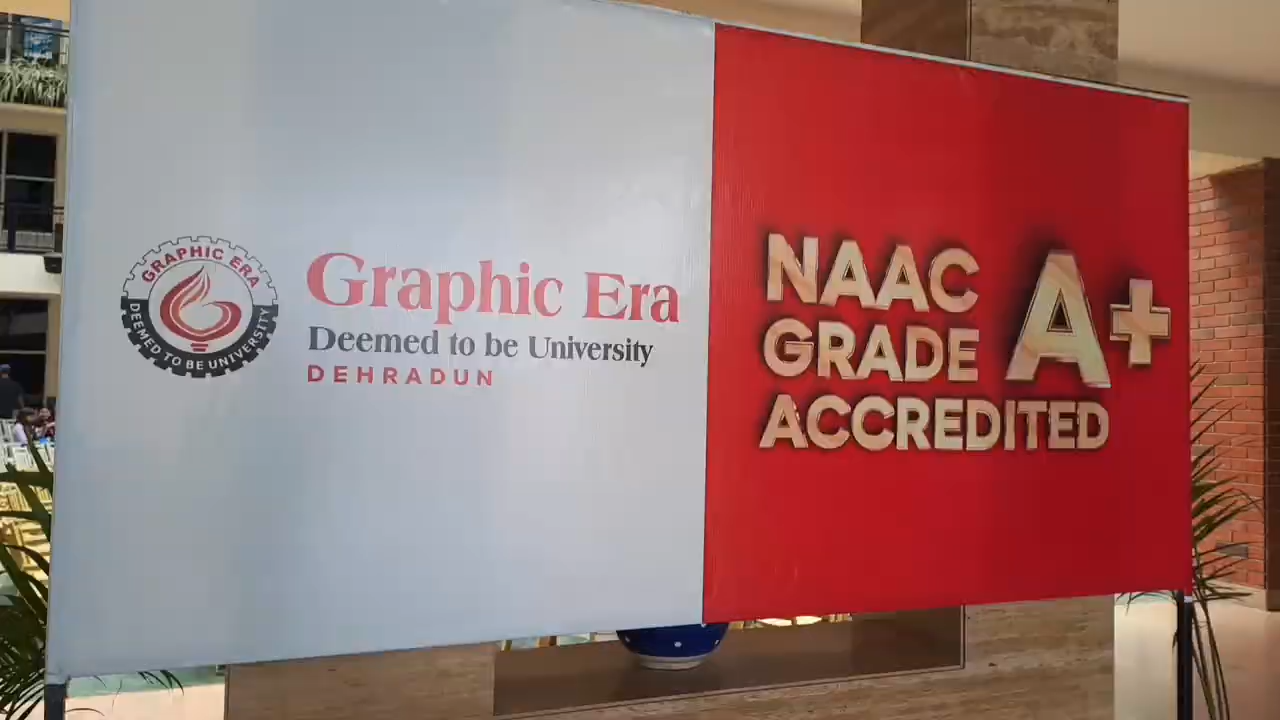 GRAPHIC ERA
DEEMED TO BE UNIVERSITY
Graphic Era
Deemed to be University
DEHRADUN
NAAC
GRADE A+
ACCREDITED